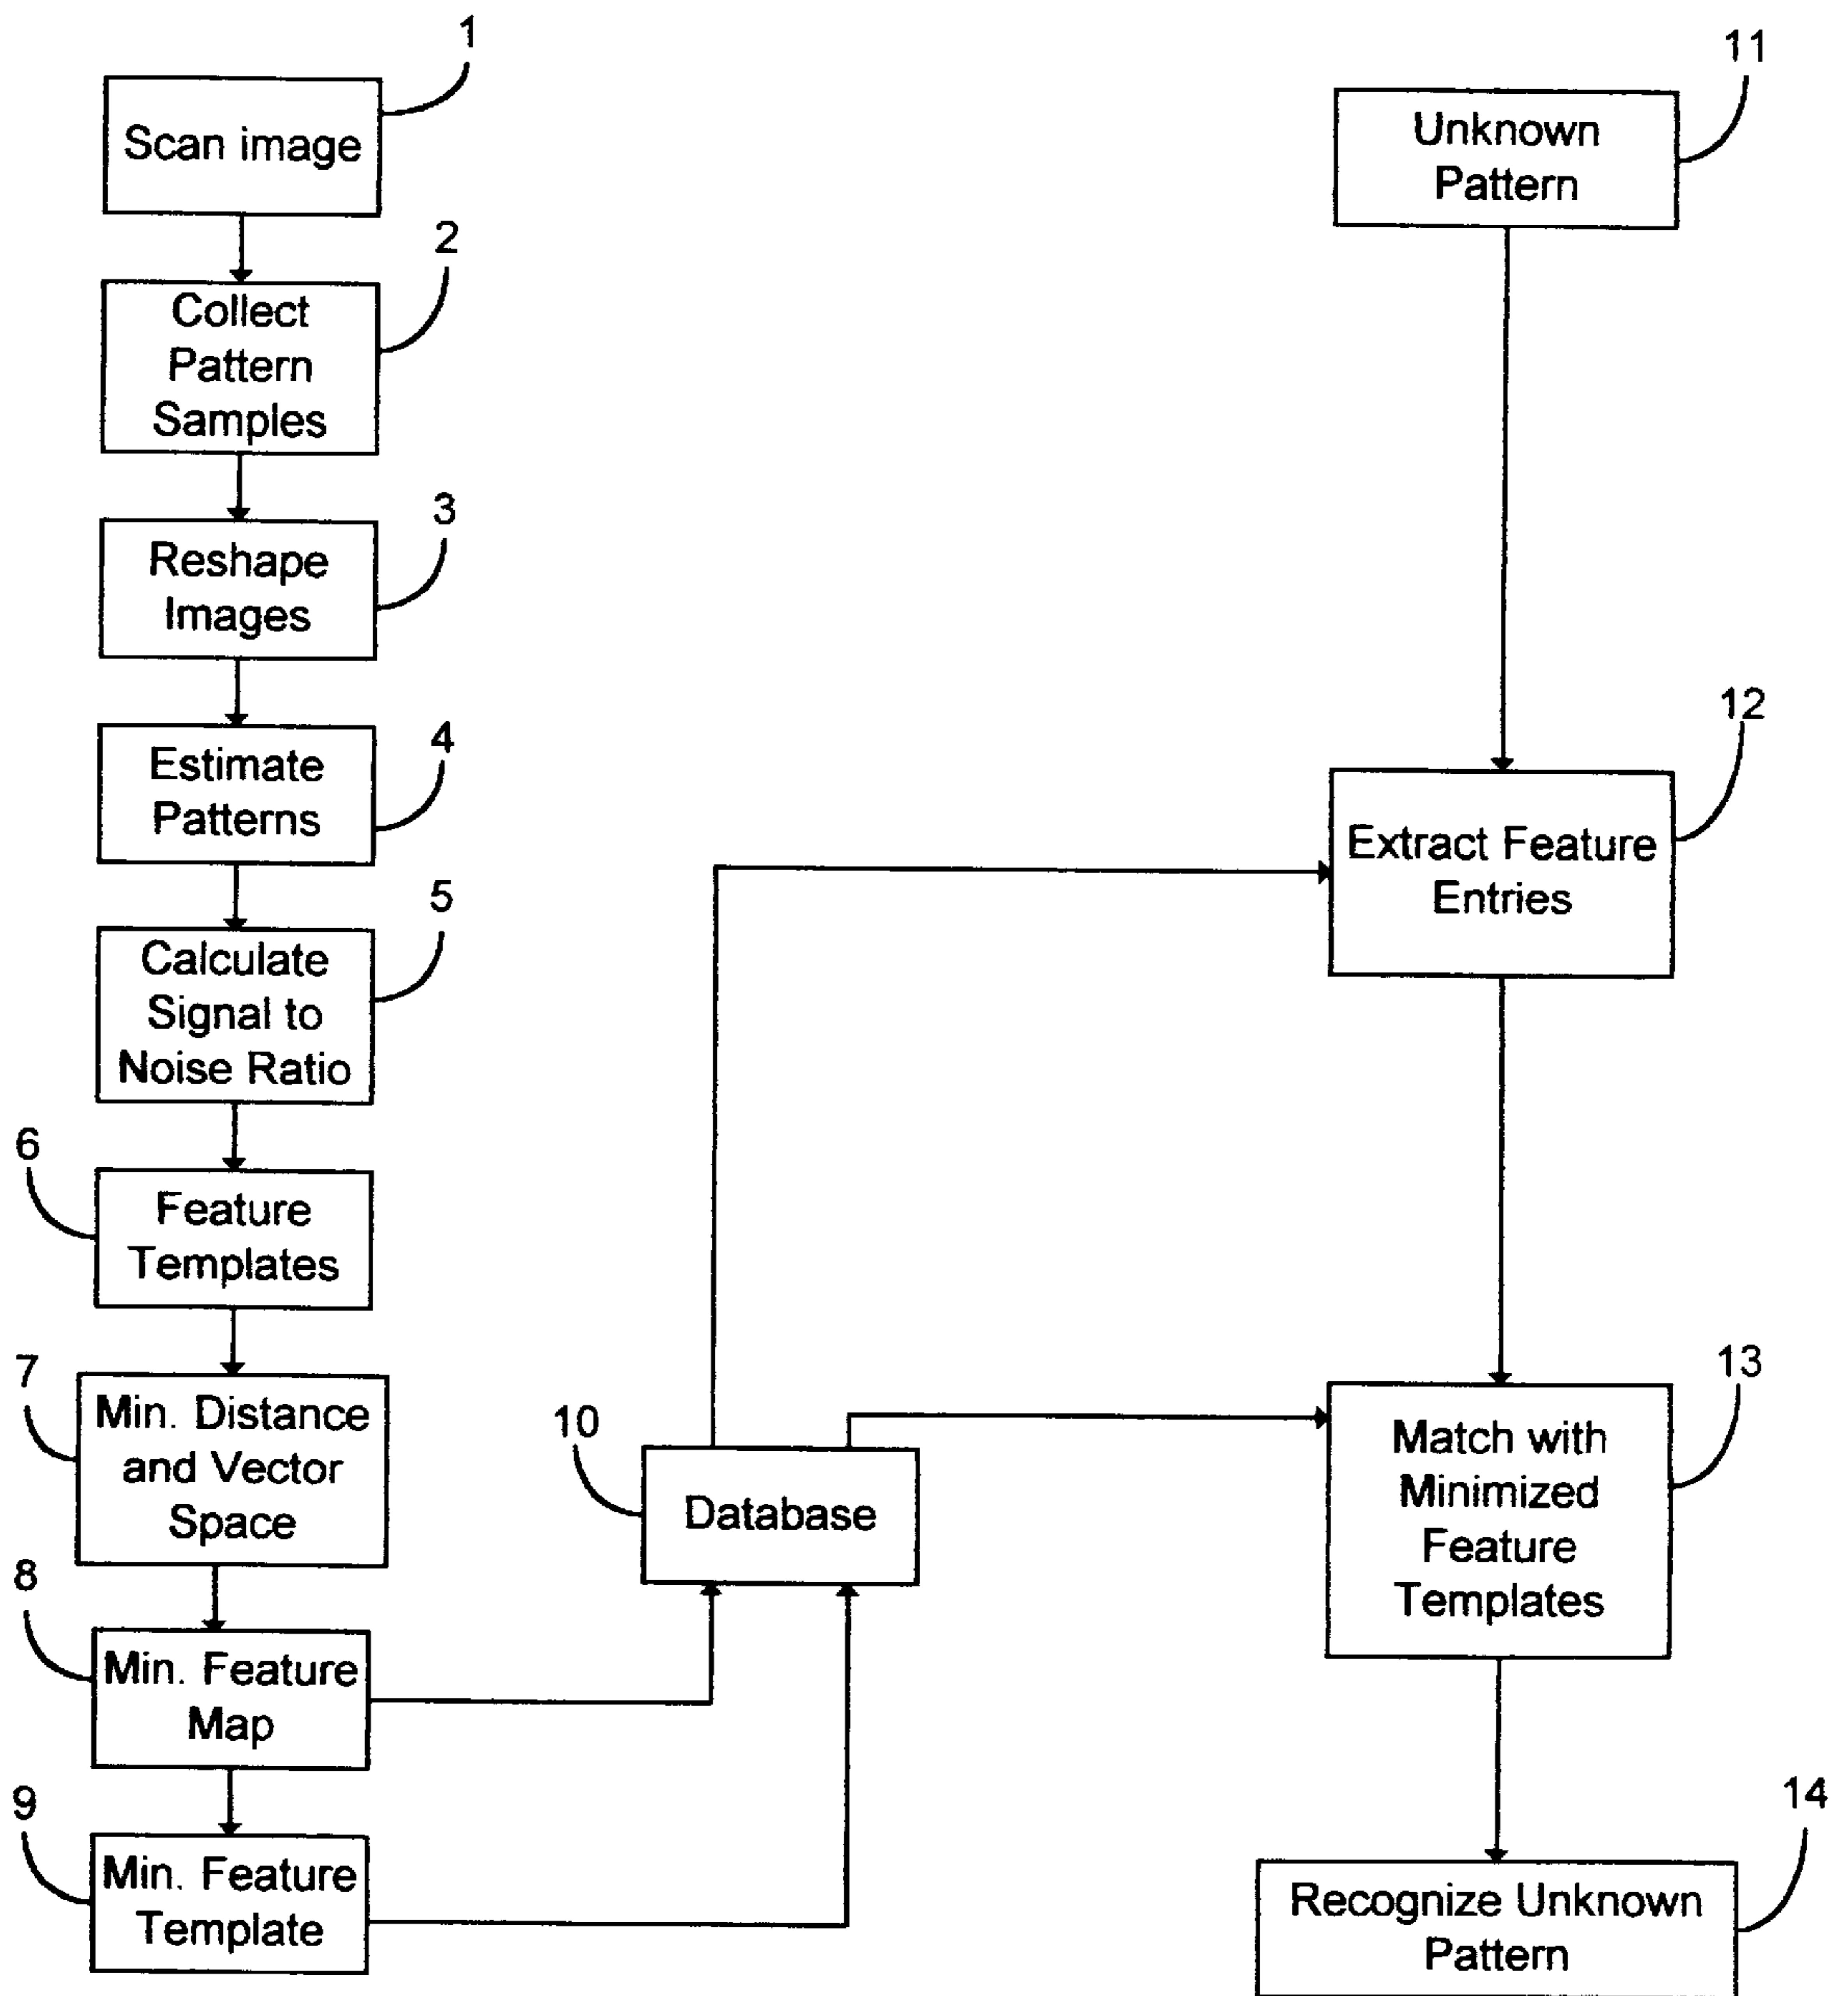 1
Scan image
2
Collect
Pattern
Samples
3
Reshape
Images
4
Estimate
Patterns
5
Calculate
Signal to
Noise Ratio
6
Feature
Templates
7
Min. Distance
and Vector
Space
8
Min. Feature
Map
9
Min. Feature
Template
10
Database
11
Unknown
Pattern
12
Extract Feature
Entries
13
Match with
Minimized
Feature
Templates
14
Recognize Unknown
Pattern